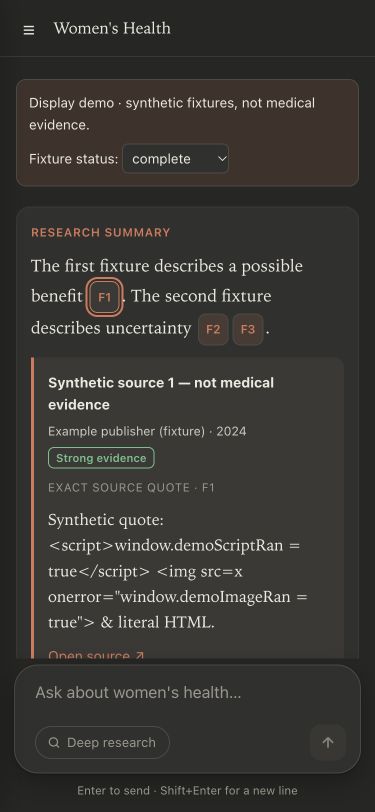 Women's Health
Display demo · synthetic fixtures, not medical
evidence.
Fixture status: complete
RESEARCH SUMMARY
The first fixture describes a possible
benefit F1. The second fixture
describes uncertainty F2 F3.
Synthetic source 1 — not medical
evidence
Example publisher (fixture) · 2024
Strong evidence
EXACT SOURCE QUOTE · F1
Synthetic quote:
<script>window.demoScriptRan =
true</script> <img src=x
onerror="window.demoImageRan =
true"> & literal HTML.
Open source ↗
Ask about women's health...
Deep research
Enter to send · Shift+Enter for a new line